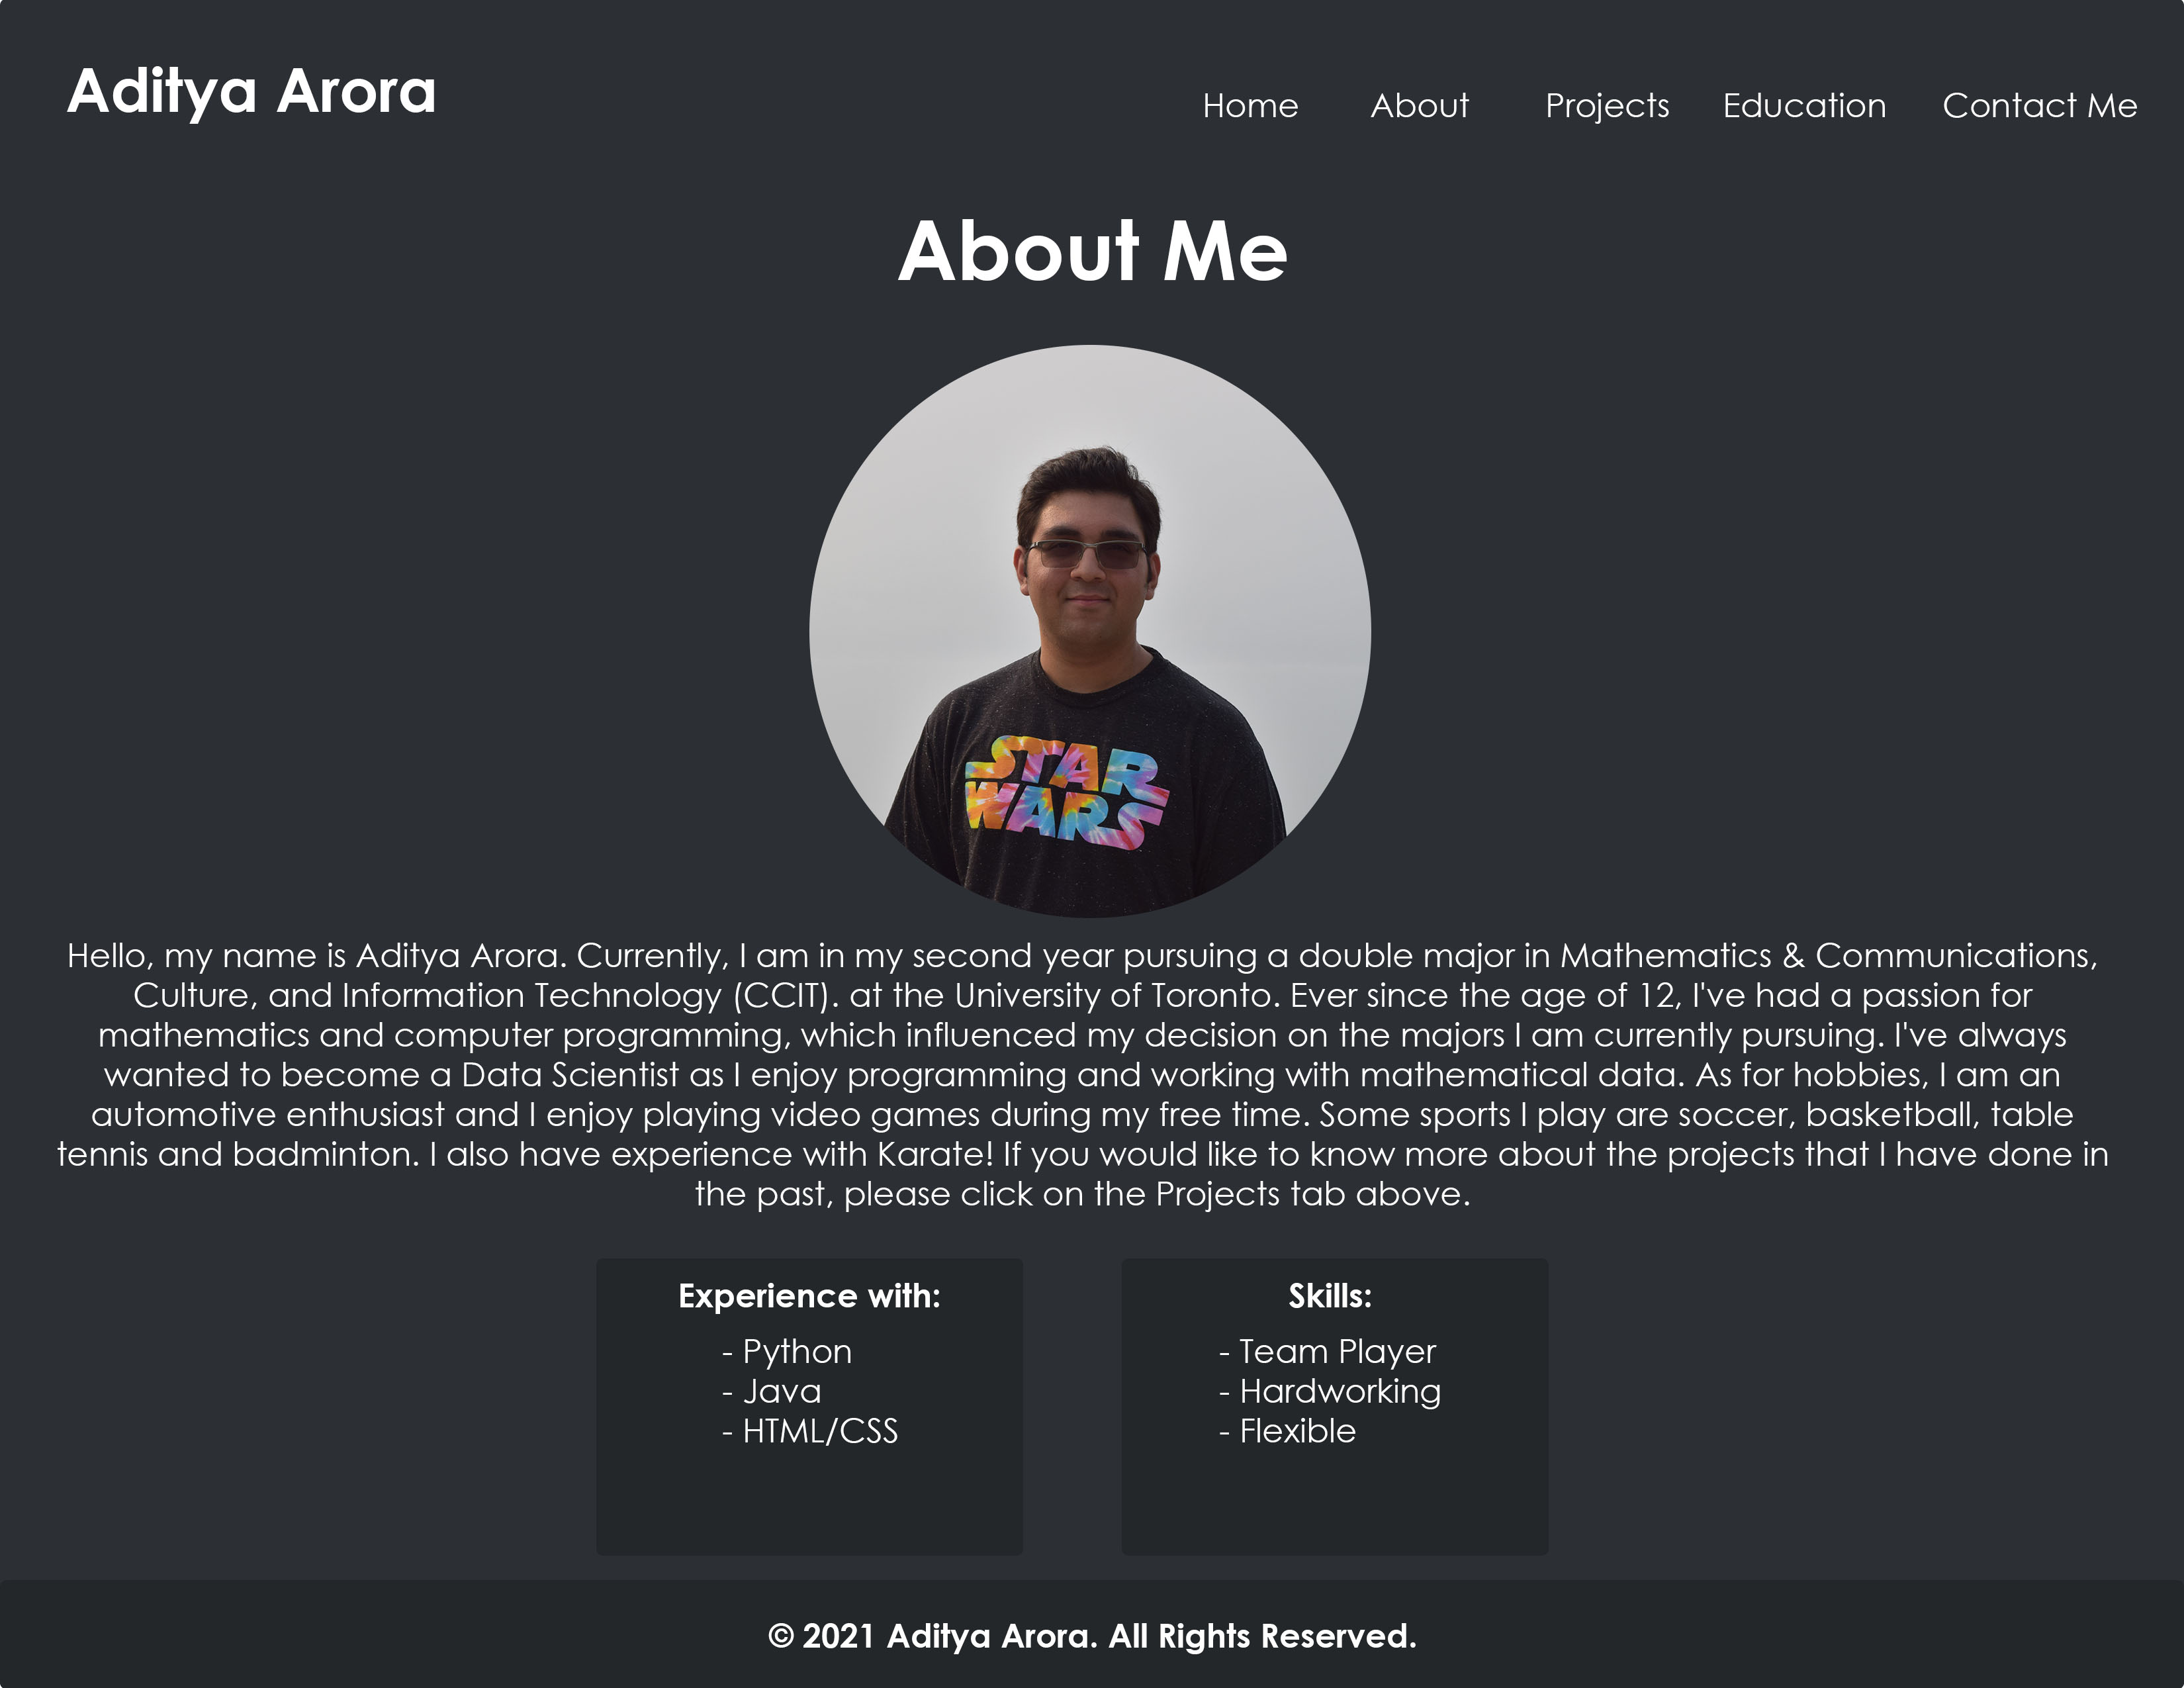 Aditya Arora
Home About Projects Education Contact Me
About Me
STAR
WARS
Hello, my name is Aditya Arora. Currently, I am in my second year pursuing a double major in Mathematics & Communications,
Culture, and Information Technology (CCIT). at the University of Toronto. Ever since the age of 12, I've had a passion for
mathematics and computer programming, which influenced my decision on the majors I am currently pursuing. I've always
wanted to become a Data Scientist as I enjoy programming and working with mathematical data. As for hobbies, I am an
automotive enthusiast and I enjoy playing video games during my free time. Some sports I play are soccer, basketball, table
tennis and badminton. I also have experience with Karate! If you would like to know more about the projects that I have done in
the past, please click on the Projects tab above.
Experience with:
- Python
- Java
- HTML/CSS
Skills:
- Team Player
- Hardworking
- Flexible
© 2021 Aditya Arora. All Rights Reserved.